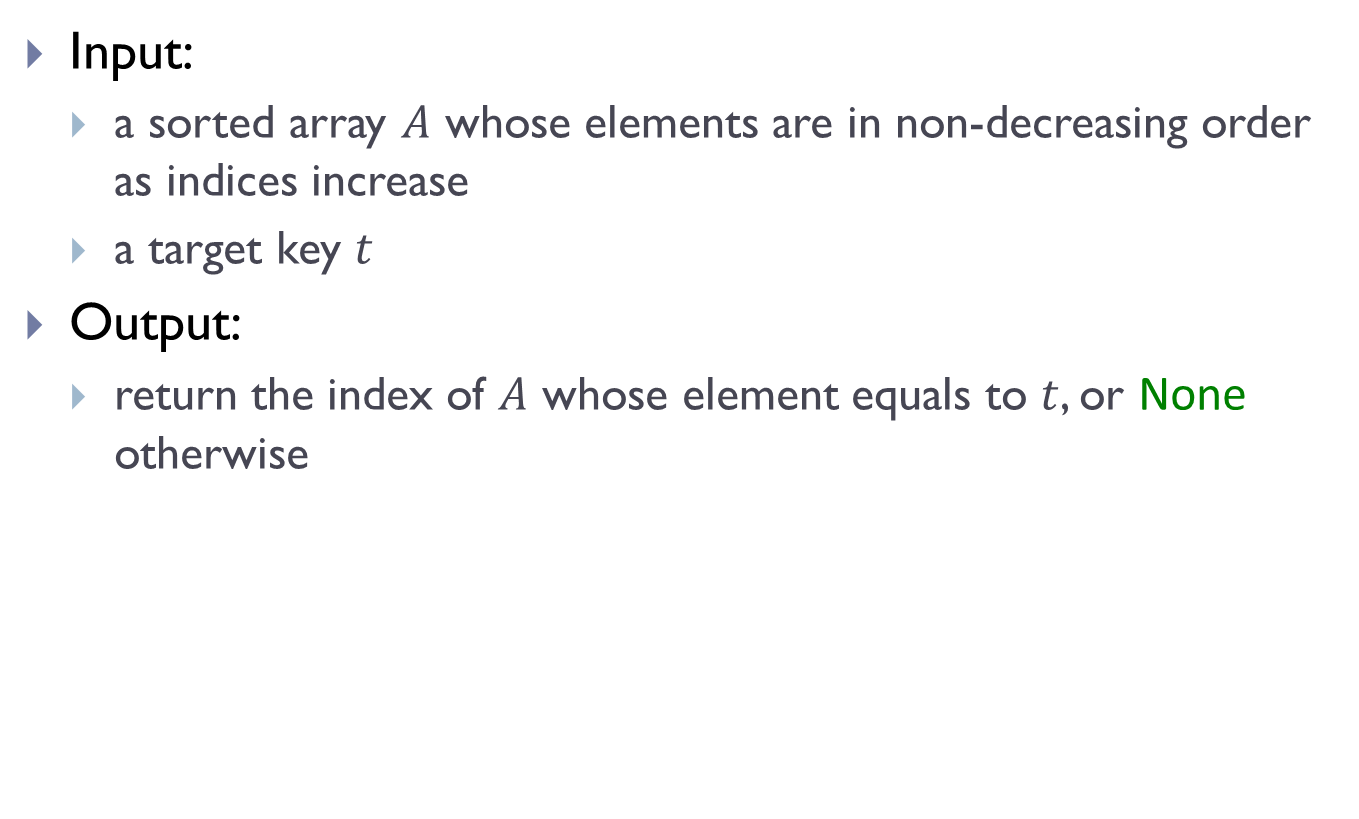 Input:
a sorted array A whose elements are in non-decreasing order
as indices increase
a target key t
Output:
return the index of A whose element equals to t, or None
otherwise